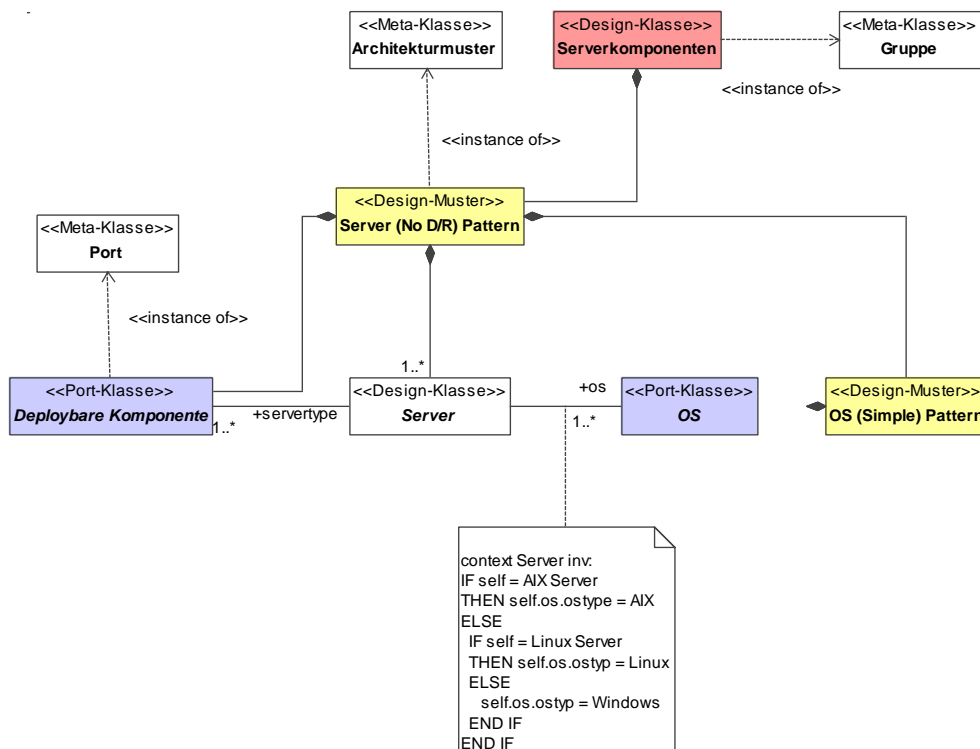 <<Meta-Klasse>>
Architekturmuster
<<Design-Klasse>>
Serverkomponenten
<<Meta-Klasse>>
Gruppe
<<instance of>>
<<instance of>>
<<Design-Muster>>
Server (No D/R) Pattern
<<Meta-Klasse>>
Port
<<instance of>>
1..*
<<Port-Klasse>>
Deploybare Komponente
1..*
+servertype
<<Design-Klasse>>
Server
+os
1..*
<<Port-Klasse>>
OS
<<Design-Muster>>
OS (Simple) Pattern
context Server inv:
IF self = AIX Server
THEN self.os.ostype = AIX
ELSE
IF self = Linux Server
THEN self.os.ostyp = Linux
ELSE
self.os.ostyp = Windows
END IF
END IF